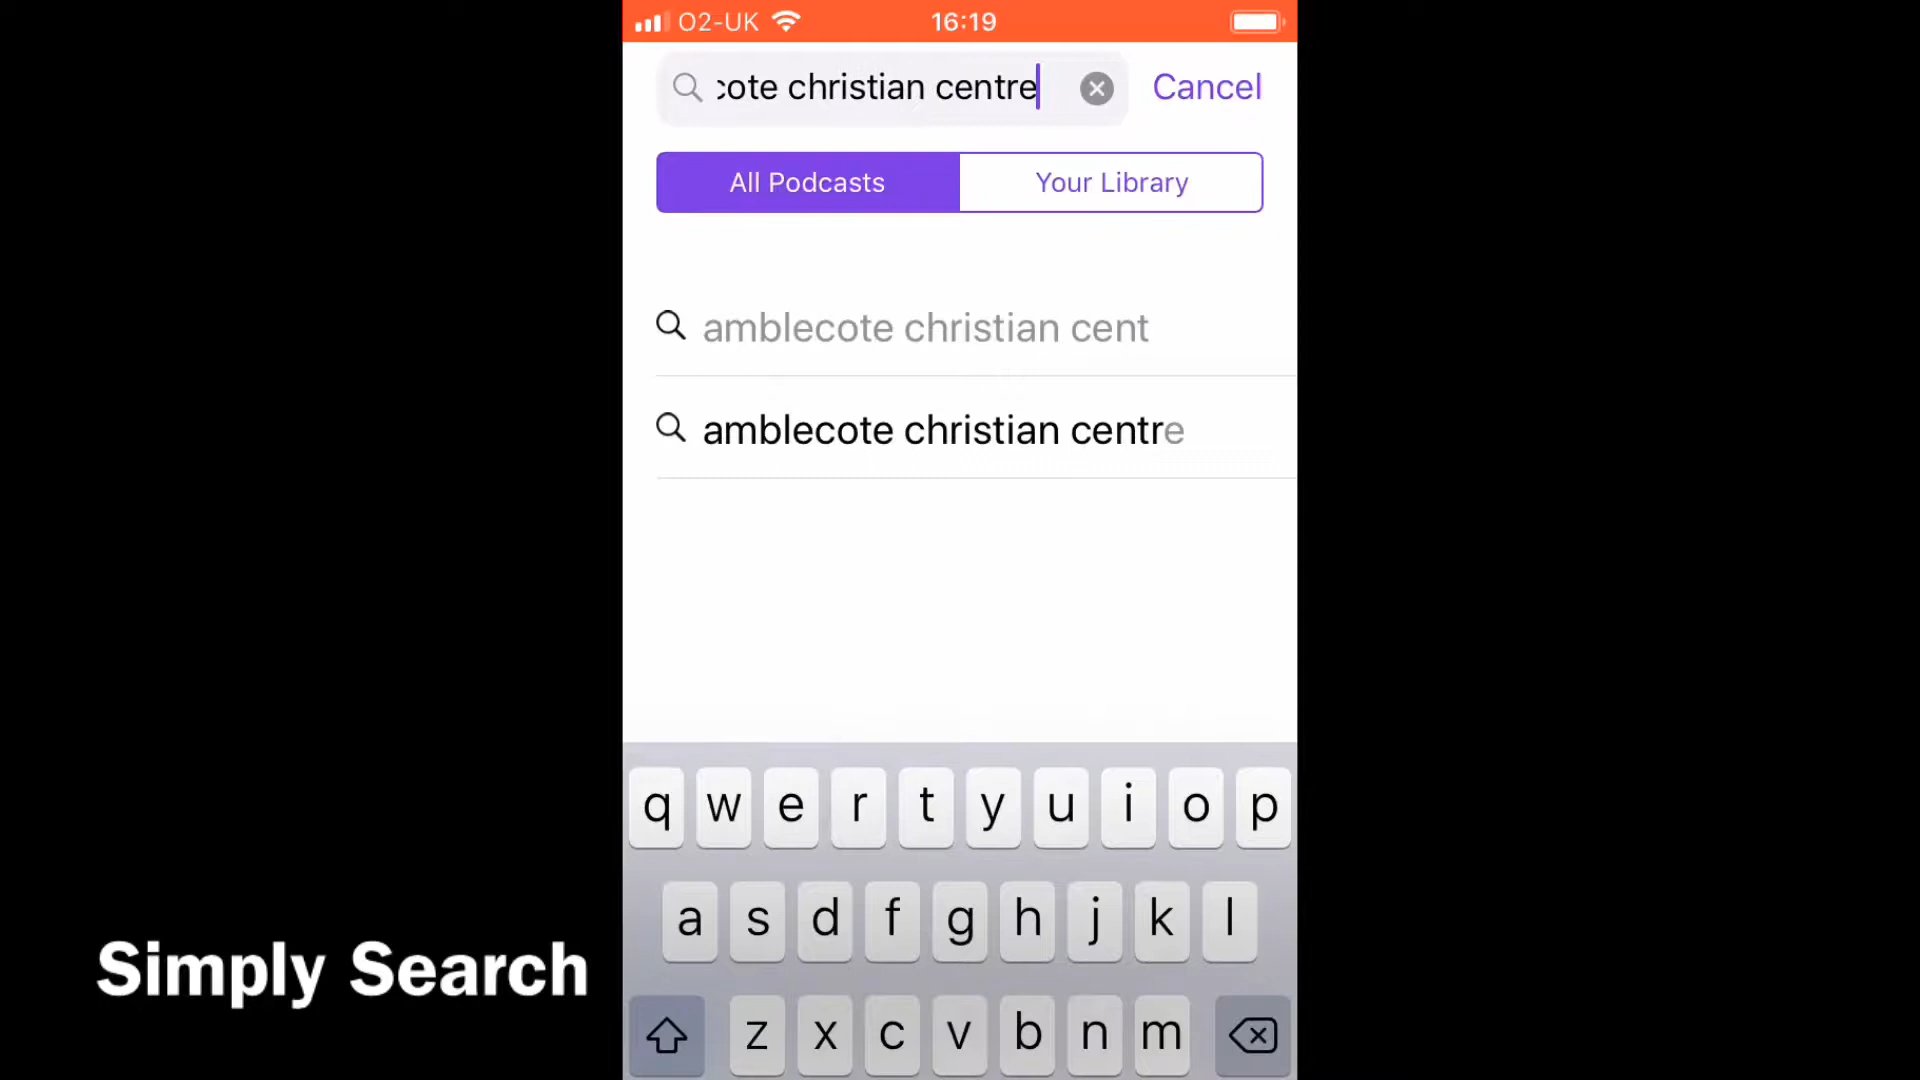 O2-UK 16:19
cote christian centre Cancel
All Podcasts Your Library
amblecote christian cent
amblecote christian centre
q w e r t y u i o p
a s d f g h j k l
z x c v b n m
Simply Search